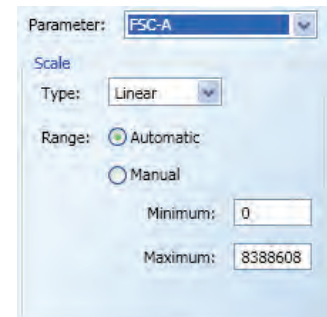 Parameter: FSC-A
Scale
Type: Linear
Range: Automatic
Manual
Minimum: 0
Maximum: 8388608